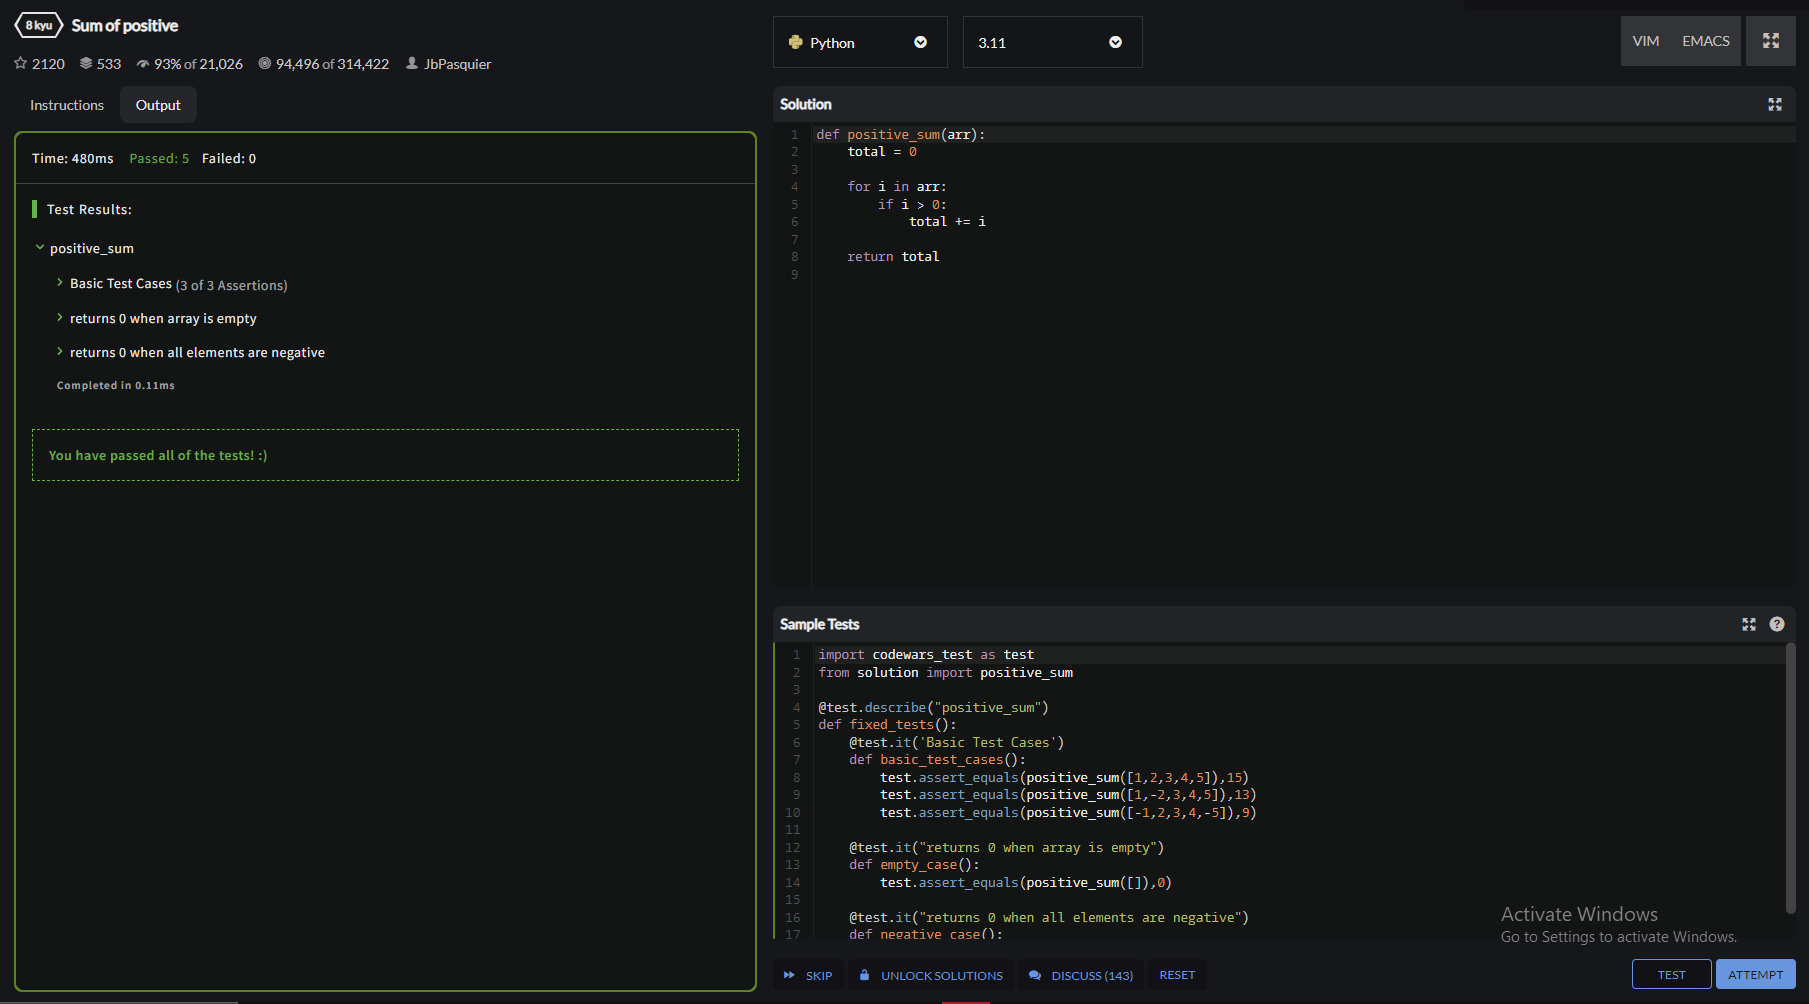 8 kyu Sum of positive
2120 533 93% of 21,026 94,496 of 314,422 JbPasquier
Instructions Output
Time: 480ms Passed: 5 Failed: 0
Test Results:
positive_sum
Basic Test Cases (3 of 3 Assertions)
returns 0 when array is empty
returns 0 when all elements are negative
Completed in 0.11ms
You have passed all of the tests! :)
Python 3.11 VIM EMACS
Solution
1 def positive_sum(arr):
2     total = 0
3
4     for i in arr:
5         if i > 0:
6             total += i
7
8     return total
9
Sample Tests
1 import codewars_test as test
2 from solution import positive_sum
3
4 @test.describe("positive_sum")
5 def fixed_tests():
6     @test.it('Basic Test Cases')
7     def basic_test_cases():
8         test.assert_equals(positive_sum([1,2,3,4,5]),15)
9         test.assert_equals(positive_sum([1,-2,3,4,5]),13)
10         test.assert_equals(positive_sum([-1,2,3,4,-5]),9)
11
12     @test.it("returns 0 when array is empty")
13     def empty_case():
14         test.assert_equals(positive_sum([]),0)
15
16     @test.it("returns 0 when all elements are negative")
17     def negative_case():
Activate Windows
Go to Settings to activate Windows.
SKIP UNLOCK SOLUTIONS DISCUSS (143) RESET TEST ATTEMPT